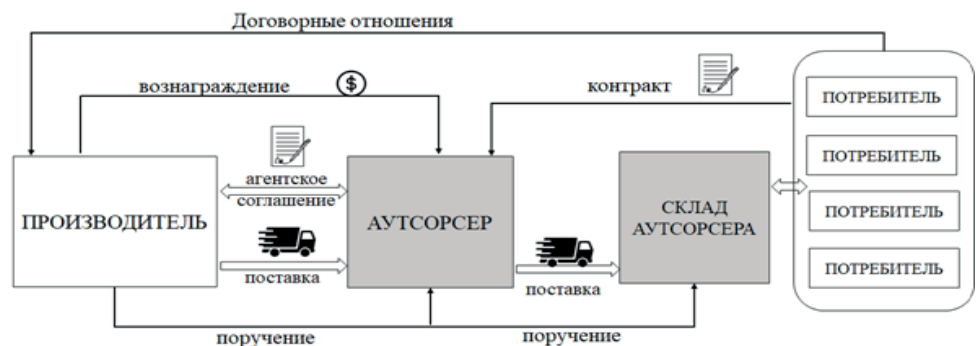 Договорные отношения
вознаграждение
$
контракт
ПОТРЕБИТЕЛЬ
ПОТРЕБИТЕЛЬ
ПОТРЕБИТЕЛЬ
ПОТРЕБИТЕЛЬ
ПРОИЗВОДИТЕЛЬ
агентское
соглашение
поставка
АУТСОРСЕР
поставка
СКЛАД
АУТСОРСЕРА
поручение
поручение